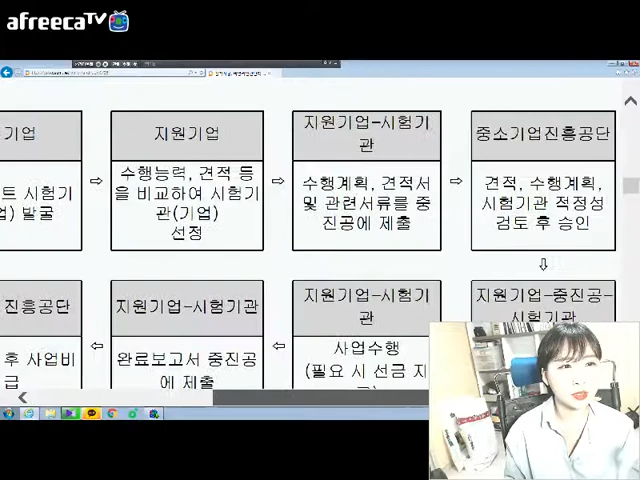 afreecaTV
기업
지원기업
지원기업-시험기
관
중소기업진흥공단
트 시험기
업) 발굴
수행능력, 견적 등
을 비교하여 시험기
관(기업)
선정
수행계획, 견적서
및 관련서류를 중
진공에 제출
견적, 수행계획,
시험기관 적정성
검토 후 승인
진흥공단
지원기업-시험기관
지원기업-시험기
관
지원기업-중진공-
시험기관
후 사업비
급
완료보고서 중진공
에 제출
사업수행
(필요 시 선금 지